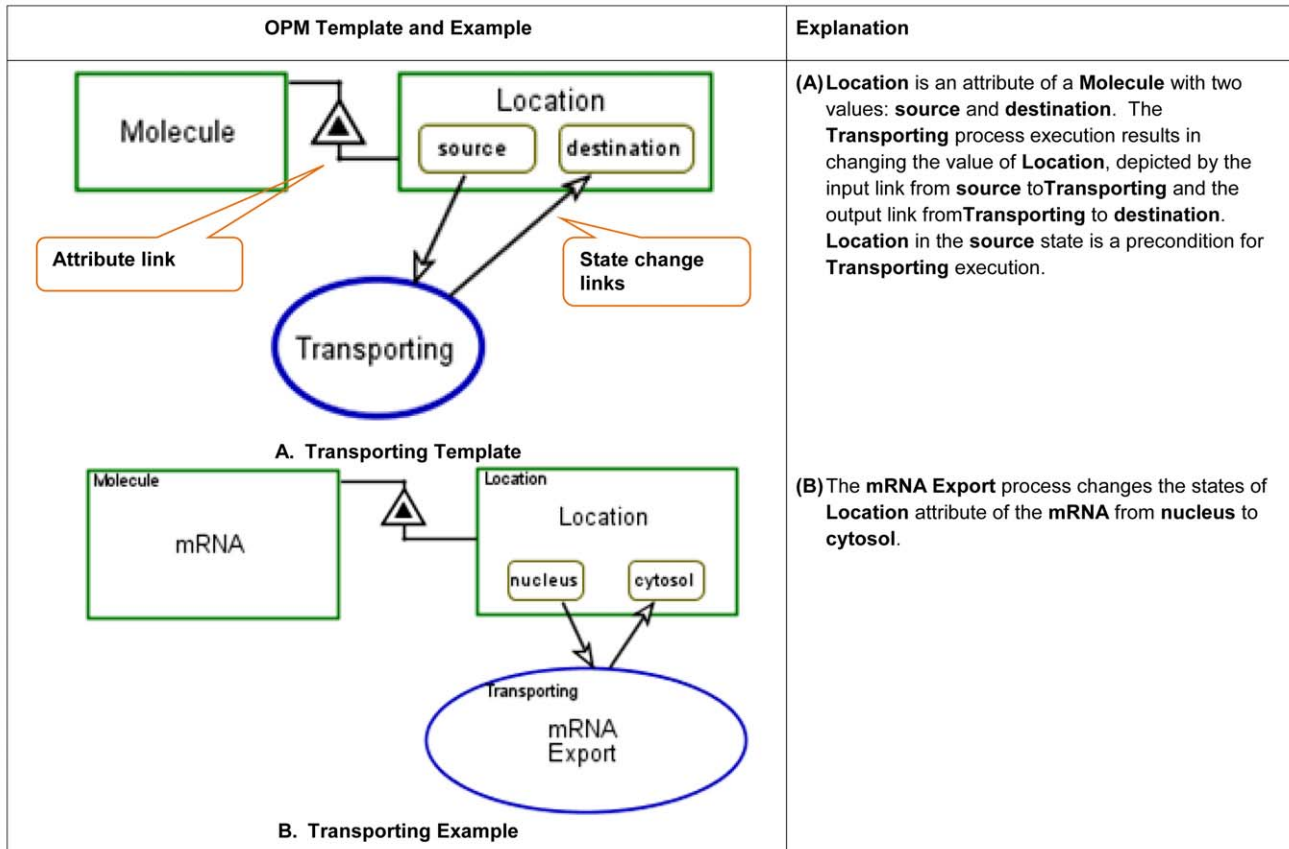 OPM Template and Example
Explanation
Molecule
Location
source
destination
Attribute link
State change
links
Transporting
A. Transporting Template
(A) Location is an attribute of a Molecule with two
values: source and destination. The
Transporting process execution results in
changing the value of Location, depicted by the
input link from source toTransporting and the
output link fromTransporting to destination.
Location in the source state is a precondition for
Transporting execution.
Molecule
mRNA
Location
Location
nucleus
cytosol
Transporting
mRNA
Export
B. Transporting Example
(B) The mRNA Export process changes the states of
Location attribute of the mRNA from nucleus to
cytosol.